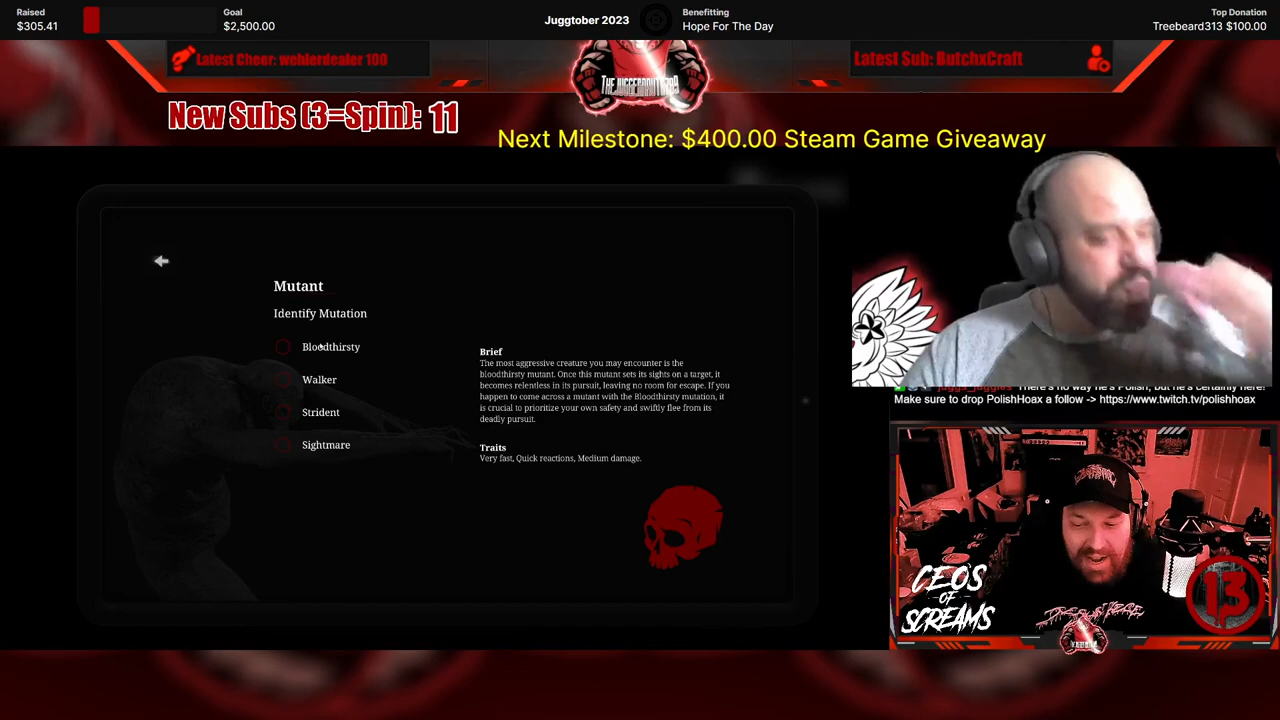 Raised
$305.41
Goal
$2,500.00
Juggtober 2023
Benefitting
Hope For The Day
Top Donation
Treebeard313 $100.00
Latest Cheer: wehlerdealer 100
THEJUGGERNAUT0789
Latest Sub: ButchxCraft
New Subs (3=Spin): 11
Next Milestone: $400.00 Steam Game Giveaway
Mutant
Identify Mutation
Bloodthirsty
Walker
Strident
Sightmare
Brief
The most aggressive creature you may encounter is the
bloodthirsty mutant. Once this mutant sets its sights on a target, it
becomes relentless in its pursuit, leaving no room for escape. If you
happen to come across a mutant with the Bloodthirsty mutation, it
is crucial to prioritize your own safety and swiftly flee from its
deadly pursuit.
Traits
Very fast, Quick reactions, Medium damage.
There's no way he's Polish, but he's certainly here!
Make sure to drop PolishHoax a follow -> https://www.twitch.tv/polishhoax
CEOS
OF
SCREAMS
13